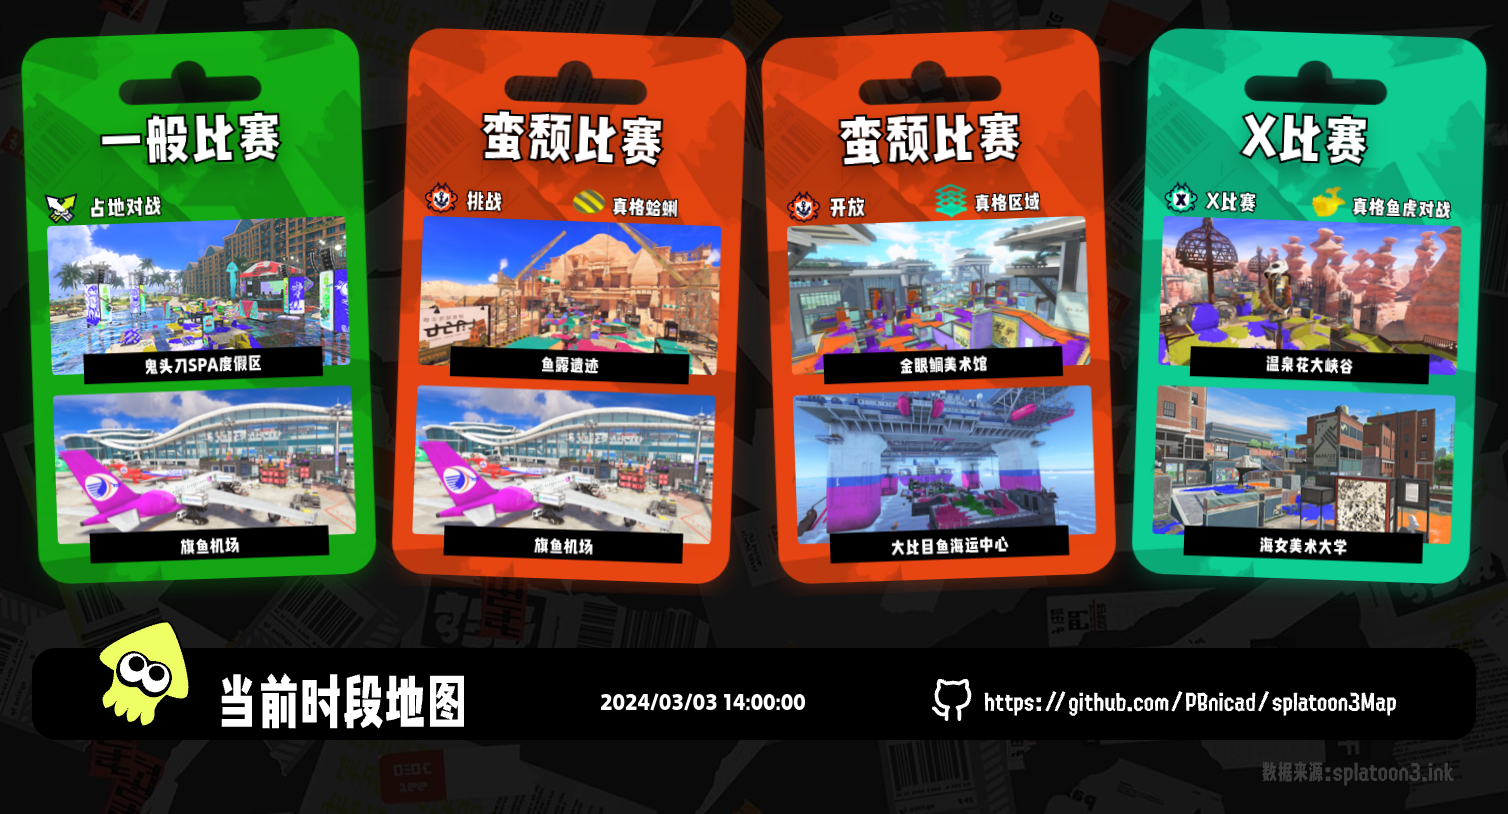 一般比赛
占地对战
鬼头刀SPA度假区
旗鱼机场
蛮颓比赛
挑战
真格蛤蜊
鱼露遗迹
旗鱼机场
蛮颓比赛
开放
真格区域
金眼鲷美术馆
大比目鱼海运中心
X比赛
X比赛
真格鱼虎对战
温泉花大峡谷
海女美术大学
当前时段地图
2024/03/03 14:00:00
https://github.com/PBnicad/splatoon3Map
数据来源:splatoon3.ink